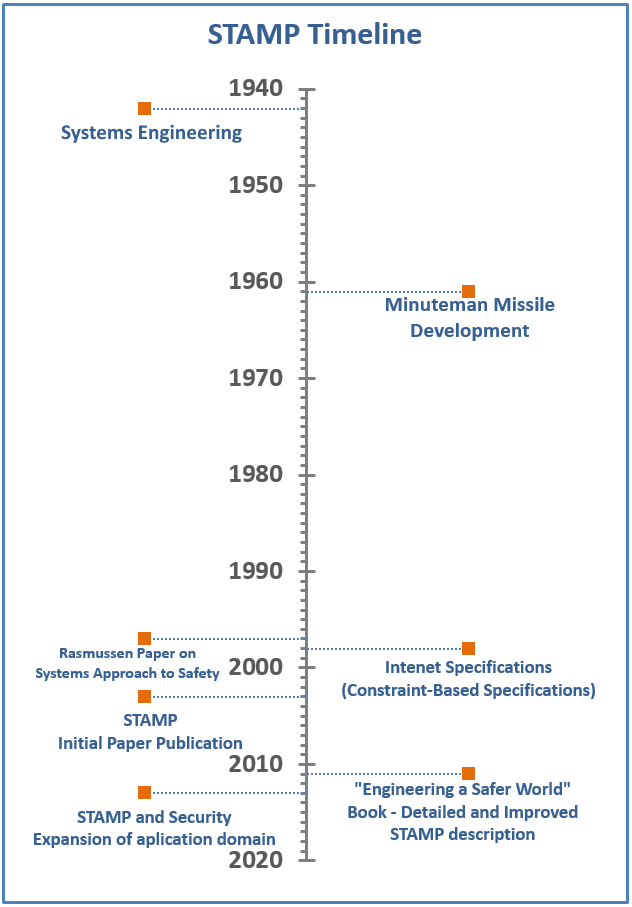 STAMP Timeline
1940
Systems Engineering
1950
1960
Minuteman Missile
Development
1970
1980
1990
Rasmussen Paper on
Systems Approach to Safety
2000
Intenet Specifications
(Constraint-Based Specifications)
STAMP
Initial Paper Publication
2010
"Engineering a Safer World"
Book - Detailed and Improved
STAMP description
STAMP and Security
Expansion of aplication domain
2020